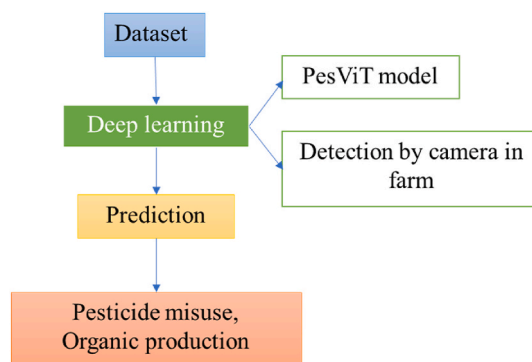 Dataset
PesViT model
Deep learning
Detection by camera in
farm
Prediction
Pesticide misuse,
Organic production